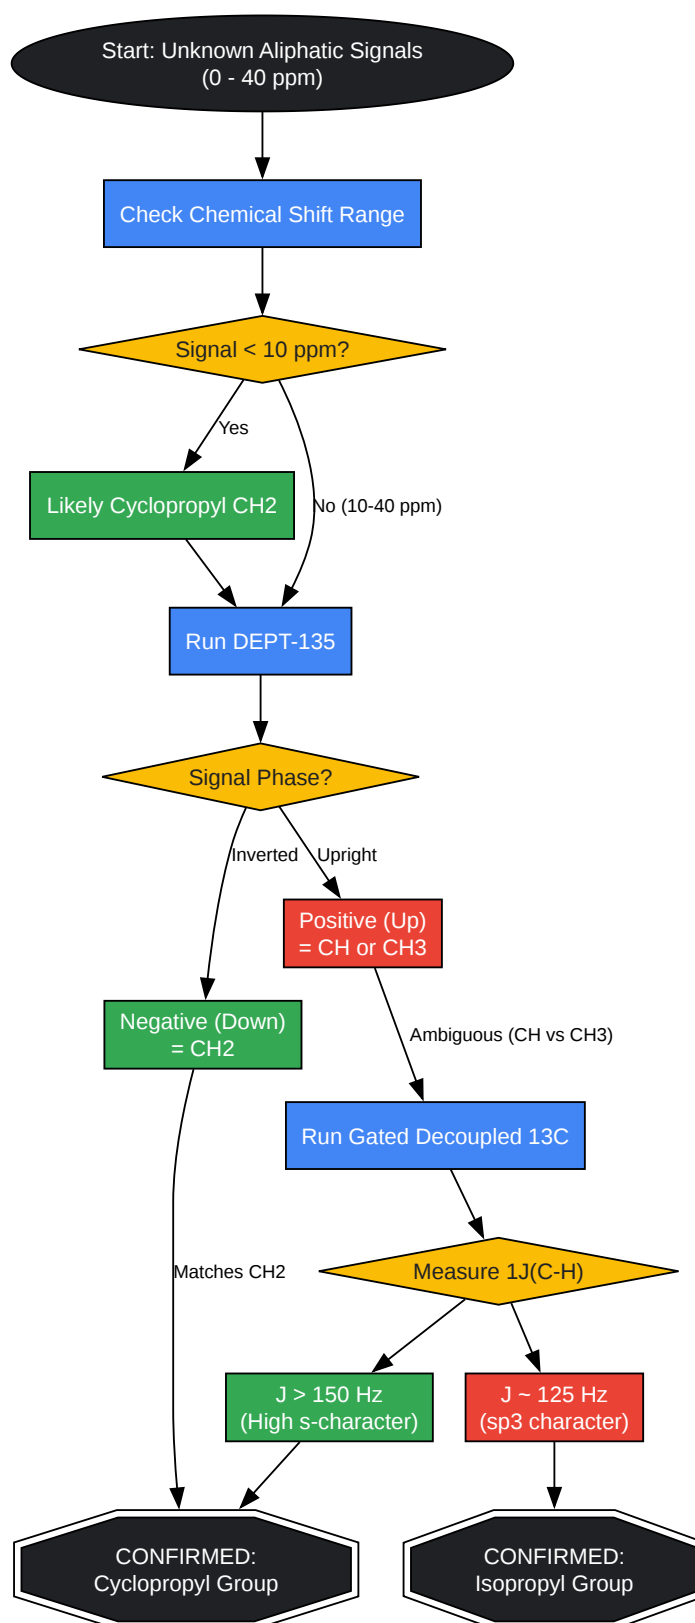 Start: Unknown Aliphatic Signals
(0 - 40 ppm)
Check Chemical Shift Range
Signal < 10 ppm?
Yes
Likely Cyclopropyl CH2
No (10-40 ppm)
Run DEPT-135
Signal Phase?
Inverted
Upright
Positive (Up)
= CH or CH3
Negative (Down)
= CH2
Ambiguous (CH vs CH3)
Run Gated Decoupled 13C
Matches CH2
Measure 1J(C-H)
J > 150 Hz
(High s-character)
J ~ 125 Hz
(sp3 character)
CONFIRMED:
Cyclopropyl Group
CONFIRMED:
Isopropyl Group